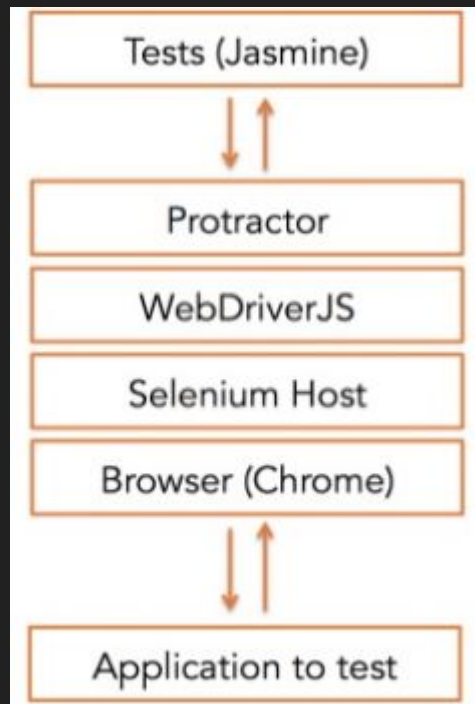 Tests (Jasmine)
Protractor
WebDriverJS
Selenium Host
Browser (Chrome)
Application to test